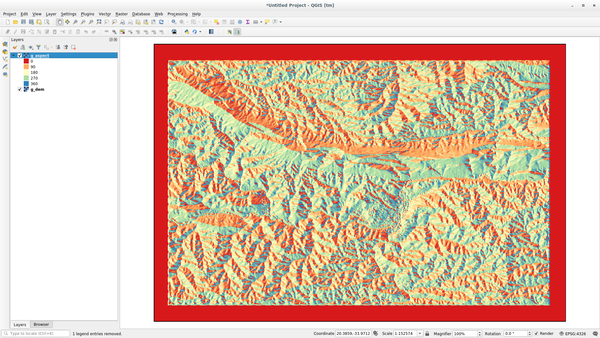 *Untitled Project - QGIS [tm]
Project Edit View Layer Settings Plugins Vector Raster Database Web Processing Help
Layers
g_aspect
0
90
180
270
360
g_dem
Layers Browser
Type to locate (Ctrl+K) 1 legend entries removed. Coordinate 20.3859,-33.9712 Scale 1:152574 Magnifier 100% Rotation 0.0 ° Render EPSG:4326